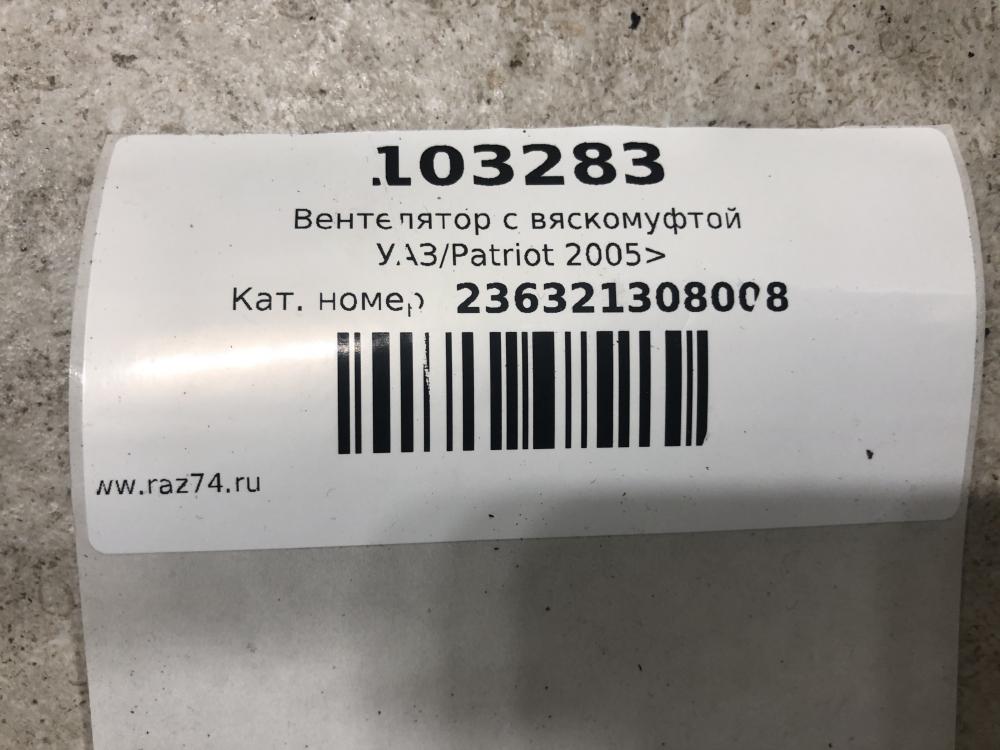 103283
Вентелятор с вяскомуфтой
УАЗ/Patriot 2005>
Кат. номер 236321308008
ww.raz74.ru